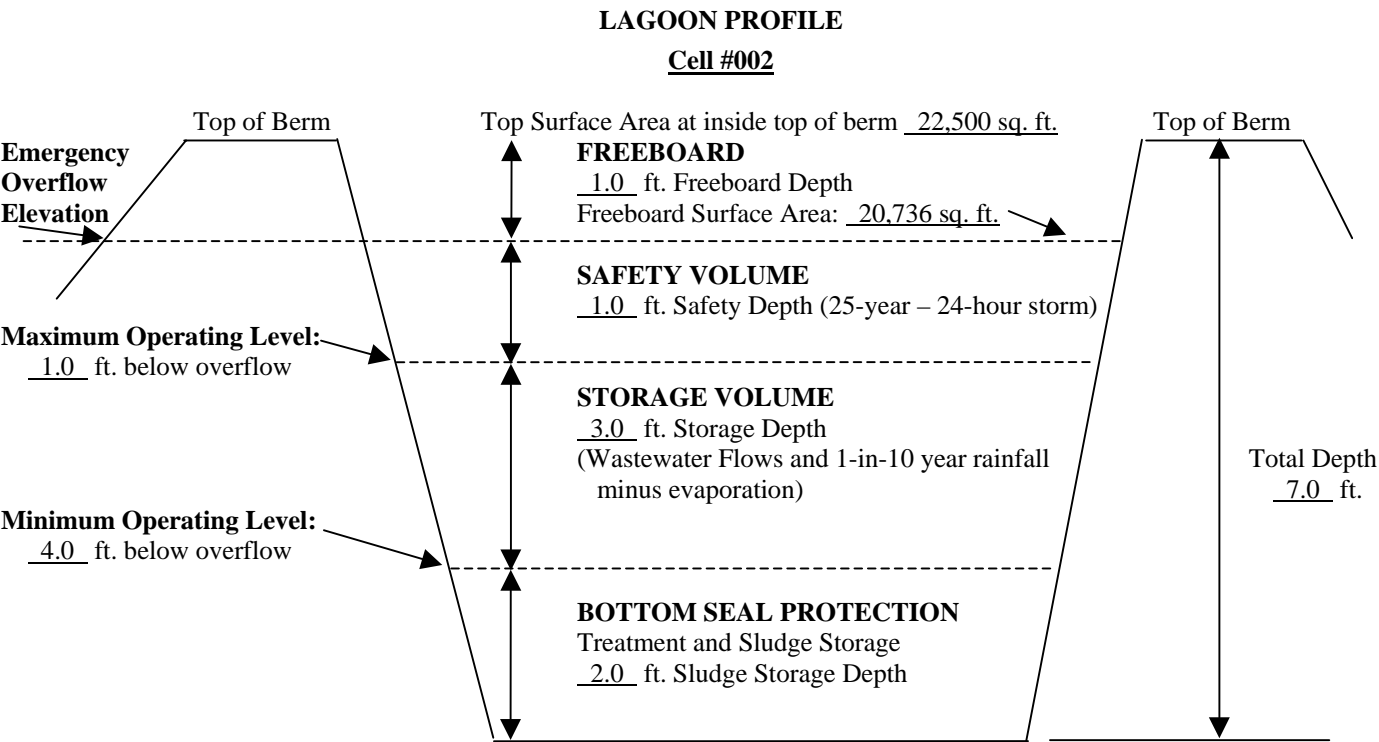 LAGOON PROFILE
Cell #002
Top of Berm
Top Surface Area at inside top of berm 22,500 sq. ft.
Top of Berm
Emergency
Overflow
Elevation
FREEBOARD
1.0 ft. Freeboard Depth
Freeboard Surface Area: 20,736 sq. ft.
SAFETY VOLUME
1.0 ft. Safety Depth (25-year – 24-hour storm)
Maximum Operating Level:
1.0 ft. below overflow
STORAGE VOLUME
3.0 ft. Storage Depth
(Wastewater Flows and 1-in-10 year rainfall
minus evaporation)
Total Depth
7.0 ft.
Minimum Operating Level:
4.0 ft. below overflow
BOTTOM SEAL PROTECTION
Treatment and Sludge Storage
2.0 ft. Sludge Storage Depth